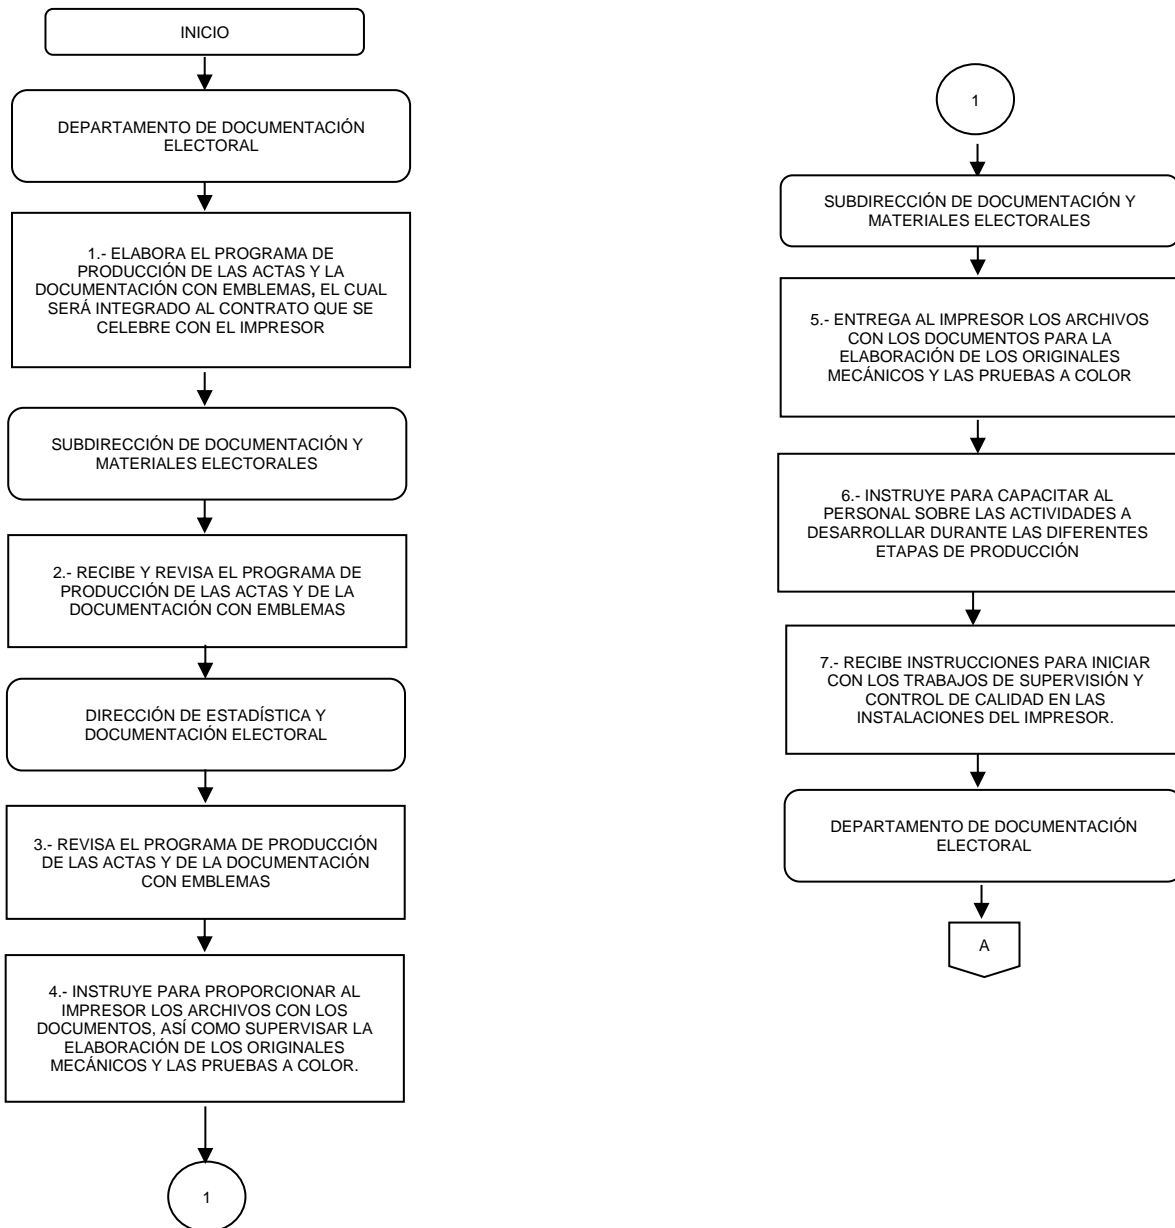 INICIO
DEPARTAMENTO DE DOCUMENTACIÓN
ELECTORAL
1.- ELABORA EL PROGRAMA DE
PRODUCCIÓN DE LAS ACTAS Y LA
DOCUMENTACIÓN CON EMBLEMAS, EL CUAL
SERÁ INTEGRADO AL CONTRATO QUE SE
CELEBRE CON EL IMPRESOR
SUBDIRECCIÓN DE DOCUMENTACIÓN Y
MATERIALES ELECTORALES
2.- RECIBE Y REVISA EL PROGRAMA DE
PRODUCCIÓN DE LAS ACTAS Y DE LA
DOCUMENTACIÓN CON EMBLEMAS
DIRECCIÓN DE ESTADÍSTICA Y
DOCUMENTACIÓN ELECTORAL
3.- REVISA EL PROGRAMA DE PRODUCCIÓN
DE LAS ACTAS Y DE LA DOCUMENTACIÓN
CON EMBLEMAS
4.- INSTRUYE PARA PROPORCIONAR AL
IMPRESOR LOS ARCHIVOS CON LOS
DOCUMENTOS, ASÍ COMO SUPERVISAR LA
ELABORACIÓN DE LOS ORIGINALES
MECÁNICOS Y LAS PRUEBAS A COLOR.
1
1
SUBDIRECCIÓN DE DOCUMENTACIÓN Y
MATERIALES ELECTORALES
5.- ENTREGA AL IMPRESOR LOS ARCHIVOS
CON LOS DOCUMENTOS PARA LA
ELABORACIÓN DE LOS ORIGINALES
MECÁNICOS Y LAS PRUEBAS A COLOR
6.- INSTRUYE PARA CAPACITAR AL
PERSONAL SOBRE LAS ACTIVIDADES A
DESARROLLAR DURANTE LAS DIFERENTES
ETAPAS DE PRODUCCIÓN
7.- RECIBE INSTRUCCIONES PARA INICIAR
CON LOS TRABAJOS DE SUPERVISIÓN Y
CONTROL DE CALIDAD EN LAS
INSTALACIONES DEL IMPRESOR.
DEPARTAMENTO DE DOCUMENTACIÓN
ELECTORAL
A